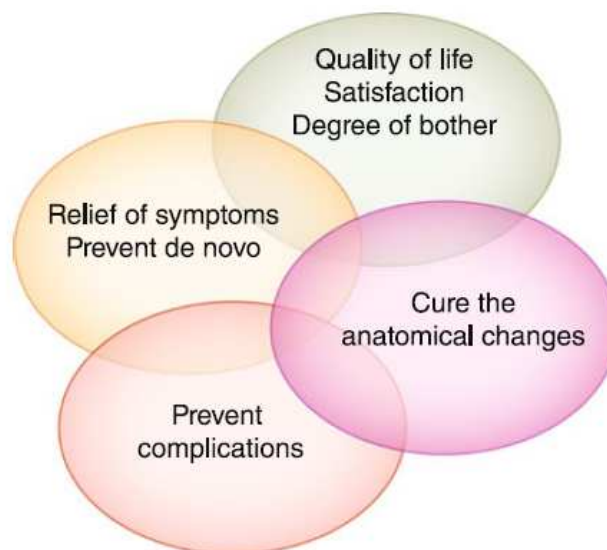 Quality of life
Satisfaction
Degree of bother
Relief of symptoms
Prevent de novo
Cure the
anatomical changes
Prevent
complications